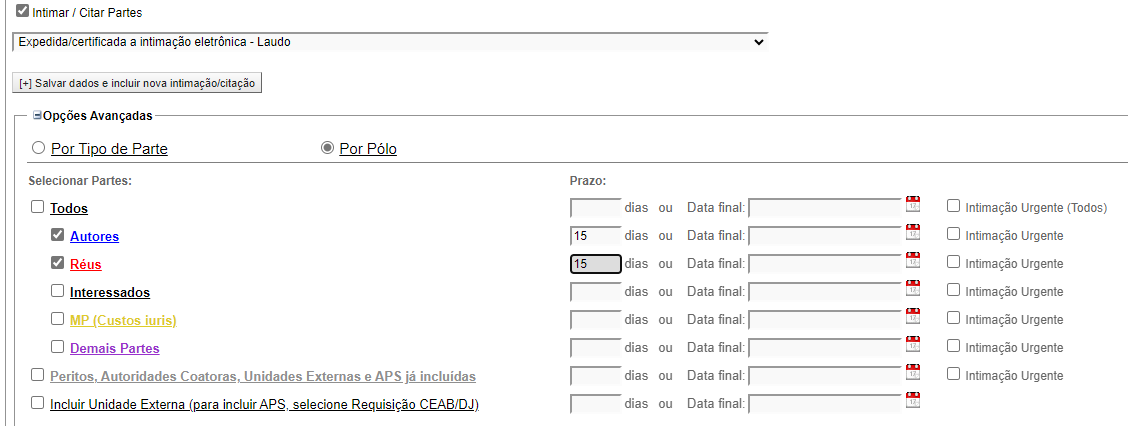 Intimar / Citar Partes
Expedida/certificada a intimação eletrônica - Laudo
[+] Salvar dados e incluir nova intimação/citação
Opções Avançadas
Por Tipo de Parte Por Pólo
Selecionar Partes: Prazo:
Todos dias ou Data final: Intimação Urgente (Todos)
Autores 15 dias ou Data final: Intimação Urgente
Réus 15 dias ou Data final: Intimação Urgente
Interessados dias ou Data final: Intimação Urgente
MP (Custos iuris) dias ou Data final: Intimação Urgente
Demais Partes dias ou Data final: Intimação Urgente
Peritos, Autoridades Coatoras, Unidades Externas e APS já incluídas dias ou Data final: Intimação Urgente
Incluir Unidade Externa (para incluir APS, selecione Requisição CEAB/DJ) dias ou Data final: